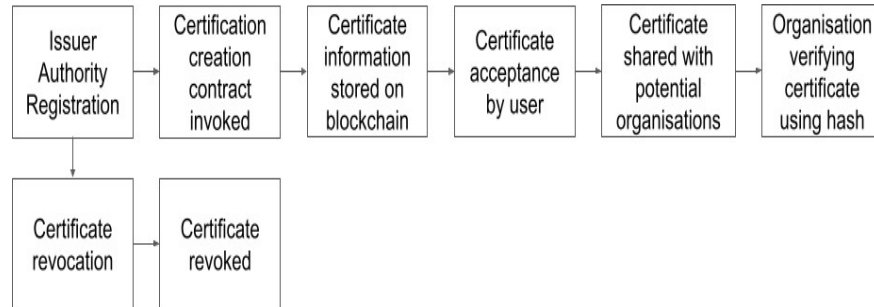 Issuer
Authority
Registration
Certification
creation
contract
invoked
Certificate
information
stored on
blockchain
Certificate
acceptance
by user
Certificate
shared with
potential
organisations
Organisation
verifying
certificate
using hash
Certificate
revocation
Certificate
revoked